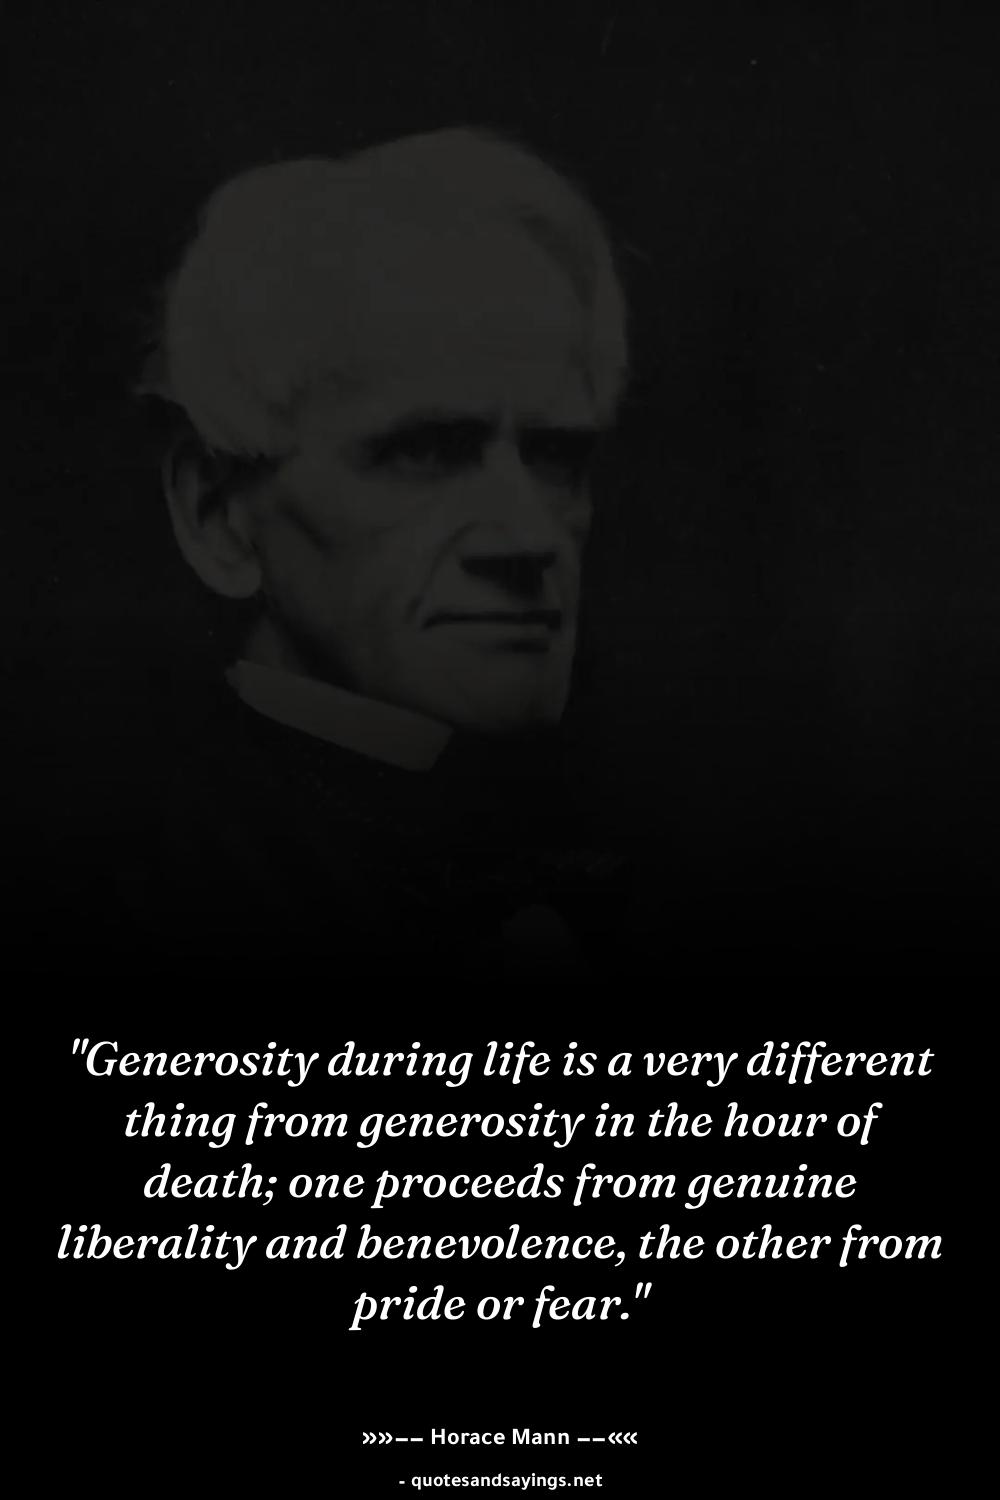 "Generosity during life is a very different
thing from generosity in the hour of
death; one proceeds from genuine
liberality and benevolence, the other from
pride or fear."
»»−− Horace Mann −−««
- quotesandsayings.net